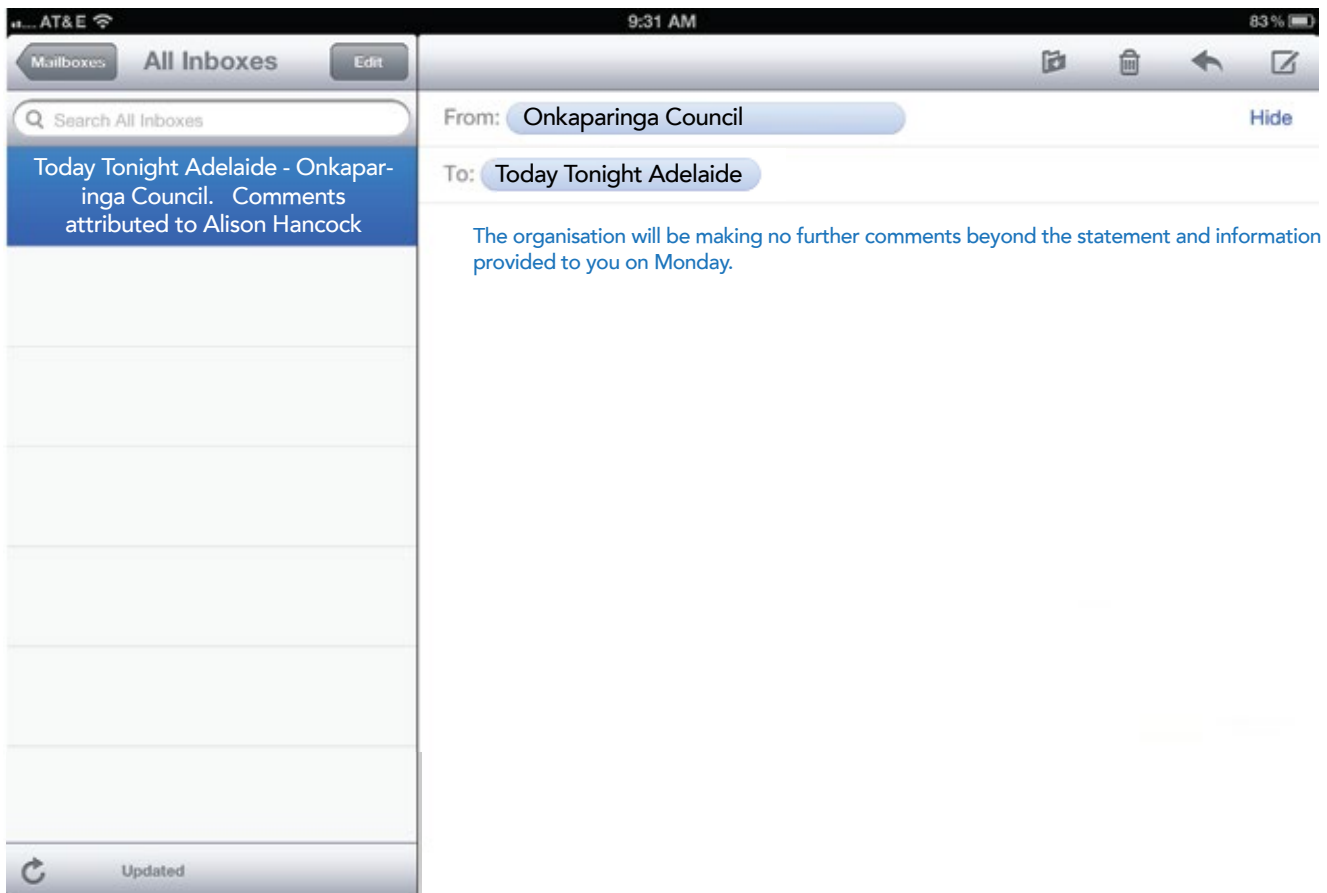 AT&E
9:31 AM
83%
Mailboxes
All Inboxes
Edit
Search All Inboxes
Today Tonight Adelaide - Onkapar-
inga Council.   Comments
attributed to Alison Hancock
Updated
From: Onkaparinga Council
Hide
To: Today Tonight Adelaide
The organisation will be making no further comments beyond the statement and information
provided to you on Monday.